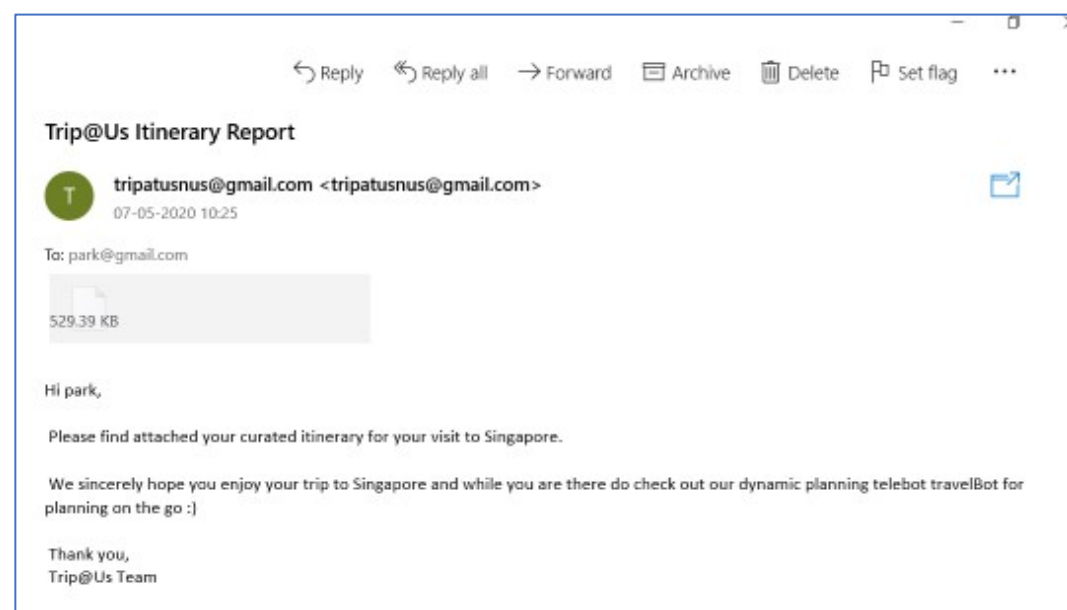 Reply Reply all Forward Archive Delete Set flag ...
Trip@Us Itinerary Report
T
tripatusnus@gmail.com <tripatusnus@gmail.com>
07-05-2020 10:25
To: park@gmail.com
529.39 KB
Hi park,
Please find attached your curated itinerary for your visit to Singapore.
We sincerely hope you enjoy your trip to Singapore and while you are there do check out our dynamic planning telebot travelBot for
planning on the go :)
Thank you,
Trip@Us Team